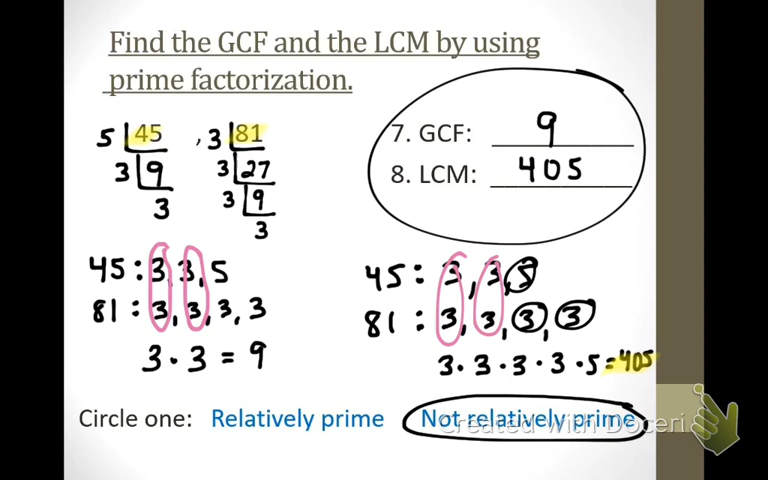 Find the GCF and the LCM by using
prime factorization.
5 45 , 3 81
3 9 3 27
3 3 9
3
7. GCF: 9
8. LCM: 405
45 : 3, 3, 5
81 : 3, 3, 3, 3
3 · 3 = 9
45 : 3, 3, 5
81 : 3, 3, 3, 3
3 · 3 · 3 · 3 · 5 = 405
Circle one: Relatively prime Not relatively prime
Created with Doceri